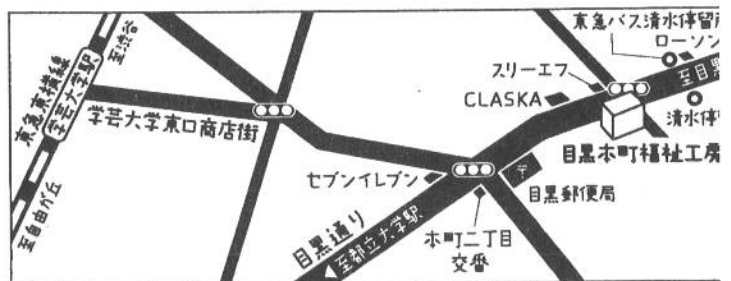 東急バス清水停留所
ローソン
至目黒
スリーエフ
CLASKA
清水停
目黒本町福祉工房
至渋谷
東急東横線
学芸大学駅
至自由が丘
学芸大学東口商店街
セブンイレブン
〒
目黒郵便局
目黒通り
至都立大学駅
本町二丁目
交番